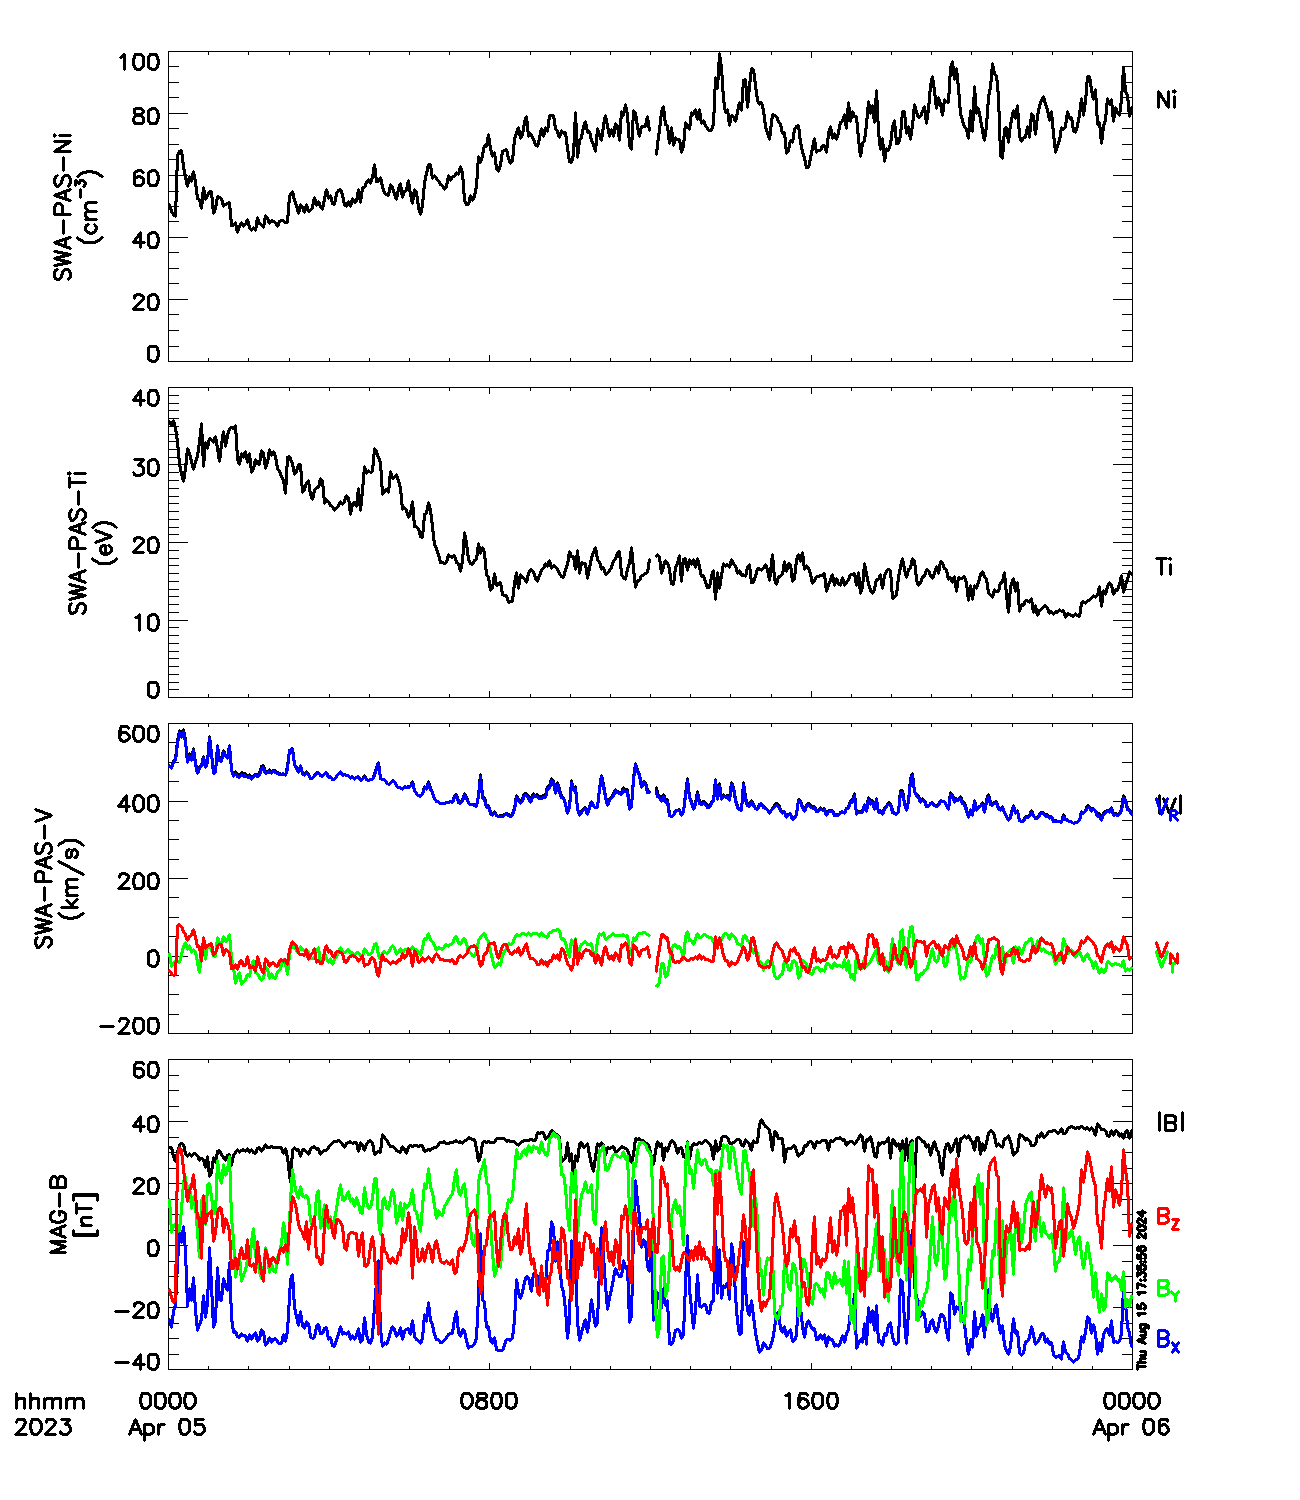 100
80
60
40
20
0
SWA-PAS-Ni
(cm⁻³)
Ni
40
30
20
10
0
SWA-PAS-Ti
(eV)
Ti
600
400
200
0
-200
SWA-PAS-V
(km/s)
|V|
V_R
V_N
V_T
60
40
20
0
-20
-40
MAG-B
[nT]
|B|
B_Z
B_Y
B_X
Thu Aug 15 17:35:56 2024
hhmm 0000 0800 1600 0000
2023 Apr 05 Apr 06